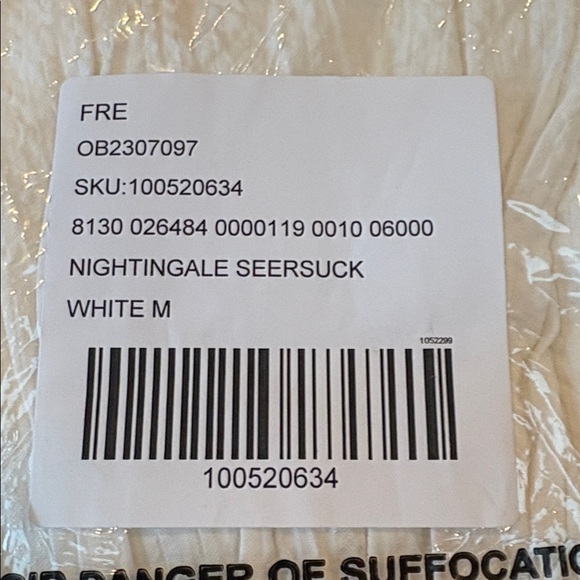 FRE
OB2307097
SKU:100520634
8130 026484 0000119 0010 06000
NIGHTINGALE SEERSUCK
WHITE M
1052299
100520634
DANGER OF SUFFOCATIO